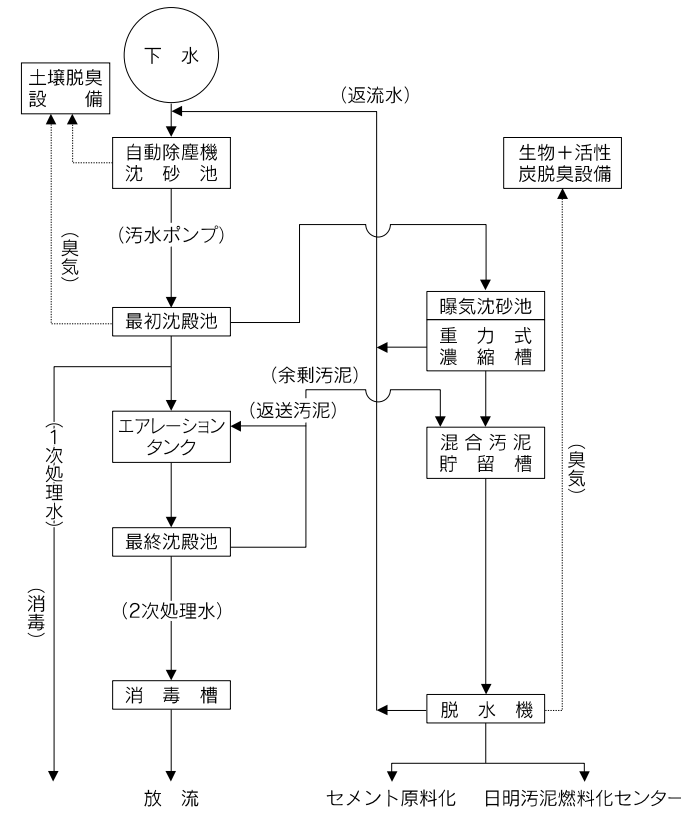 下　水
土壌脱臭
設　　備
（返流水）
自動除塵機
沈　砂　池
生物＋活性
炭脱臭設備
（汚水ポンプ）
（臭気）
曝気沈砂池
最初沈殿池
重　力　式
濃　縮　槽
（余剰汚泥）
（返送汚泥）
エアレーション
タンク
混合汚泥
貯　留　槽
（臭気）
（1次処理水）
最終沈殿池
（消毒）
（2次処理水）
消　毒　槽
脱　水　機
放　流
セメント原料化
日明汚泥燃料化センター